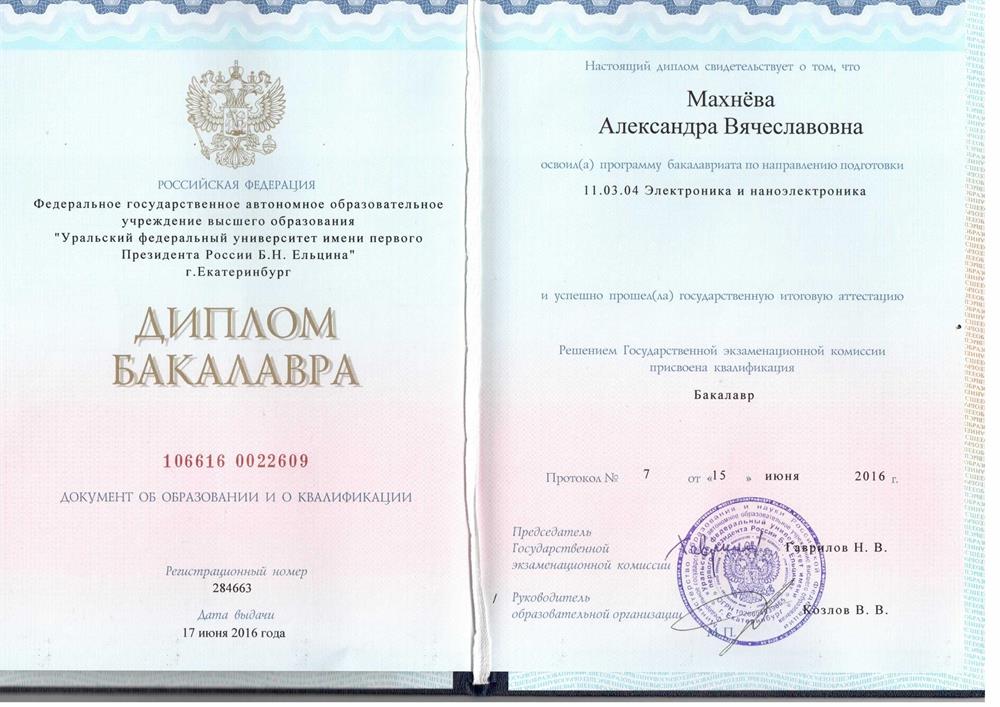 РОССИЙСКАЯ ФЕДЕРАЦИЯ
Федеральное государственное автономное образовательное
учреждение высшего образования
"Уральский федеральный университет имени первого
Президента России Б.Н. Ельцина"
г.Екатеринбург
ДИПЛОМ
БАКАЛАВРА
106616 0022609
ДОКУМЕНТ ОБ ОБРАЗОВАНИИ И О КВАЛИФИКАЦИИ
Регистрационный номер
284663
Дата выдачи
17 июня 2016 года
Настоящий диплом свидетельствует о том, что
Махнёва
Александра Вячеславовна
освоил(а) программу бакалавриата по направлению подготовки
11.03.04 Электроника и наноэлектроника
и успешно прошел(ла) государственную итоговую аттестацию
Решением Государственной экзаменационной комиссии
присвоена квалификация
Бакалавр
Протокол № 7 от «15 » июня 2016 г.
Председатель
Государственной
экзаменационной комиссии
Гаврилов Н. В.
Руководитель
образовательной организации
Козлов В. В.
М.П.